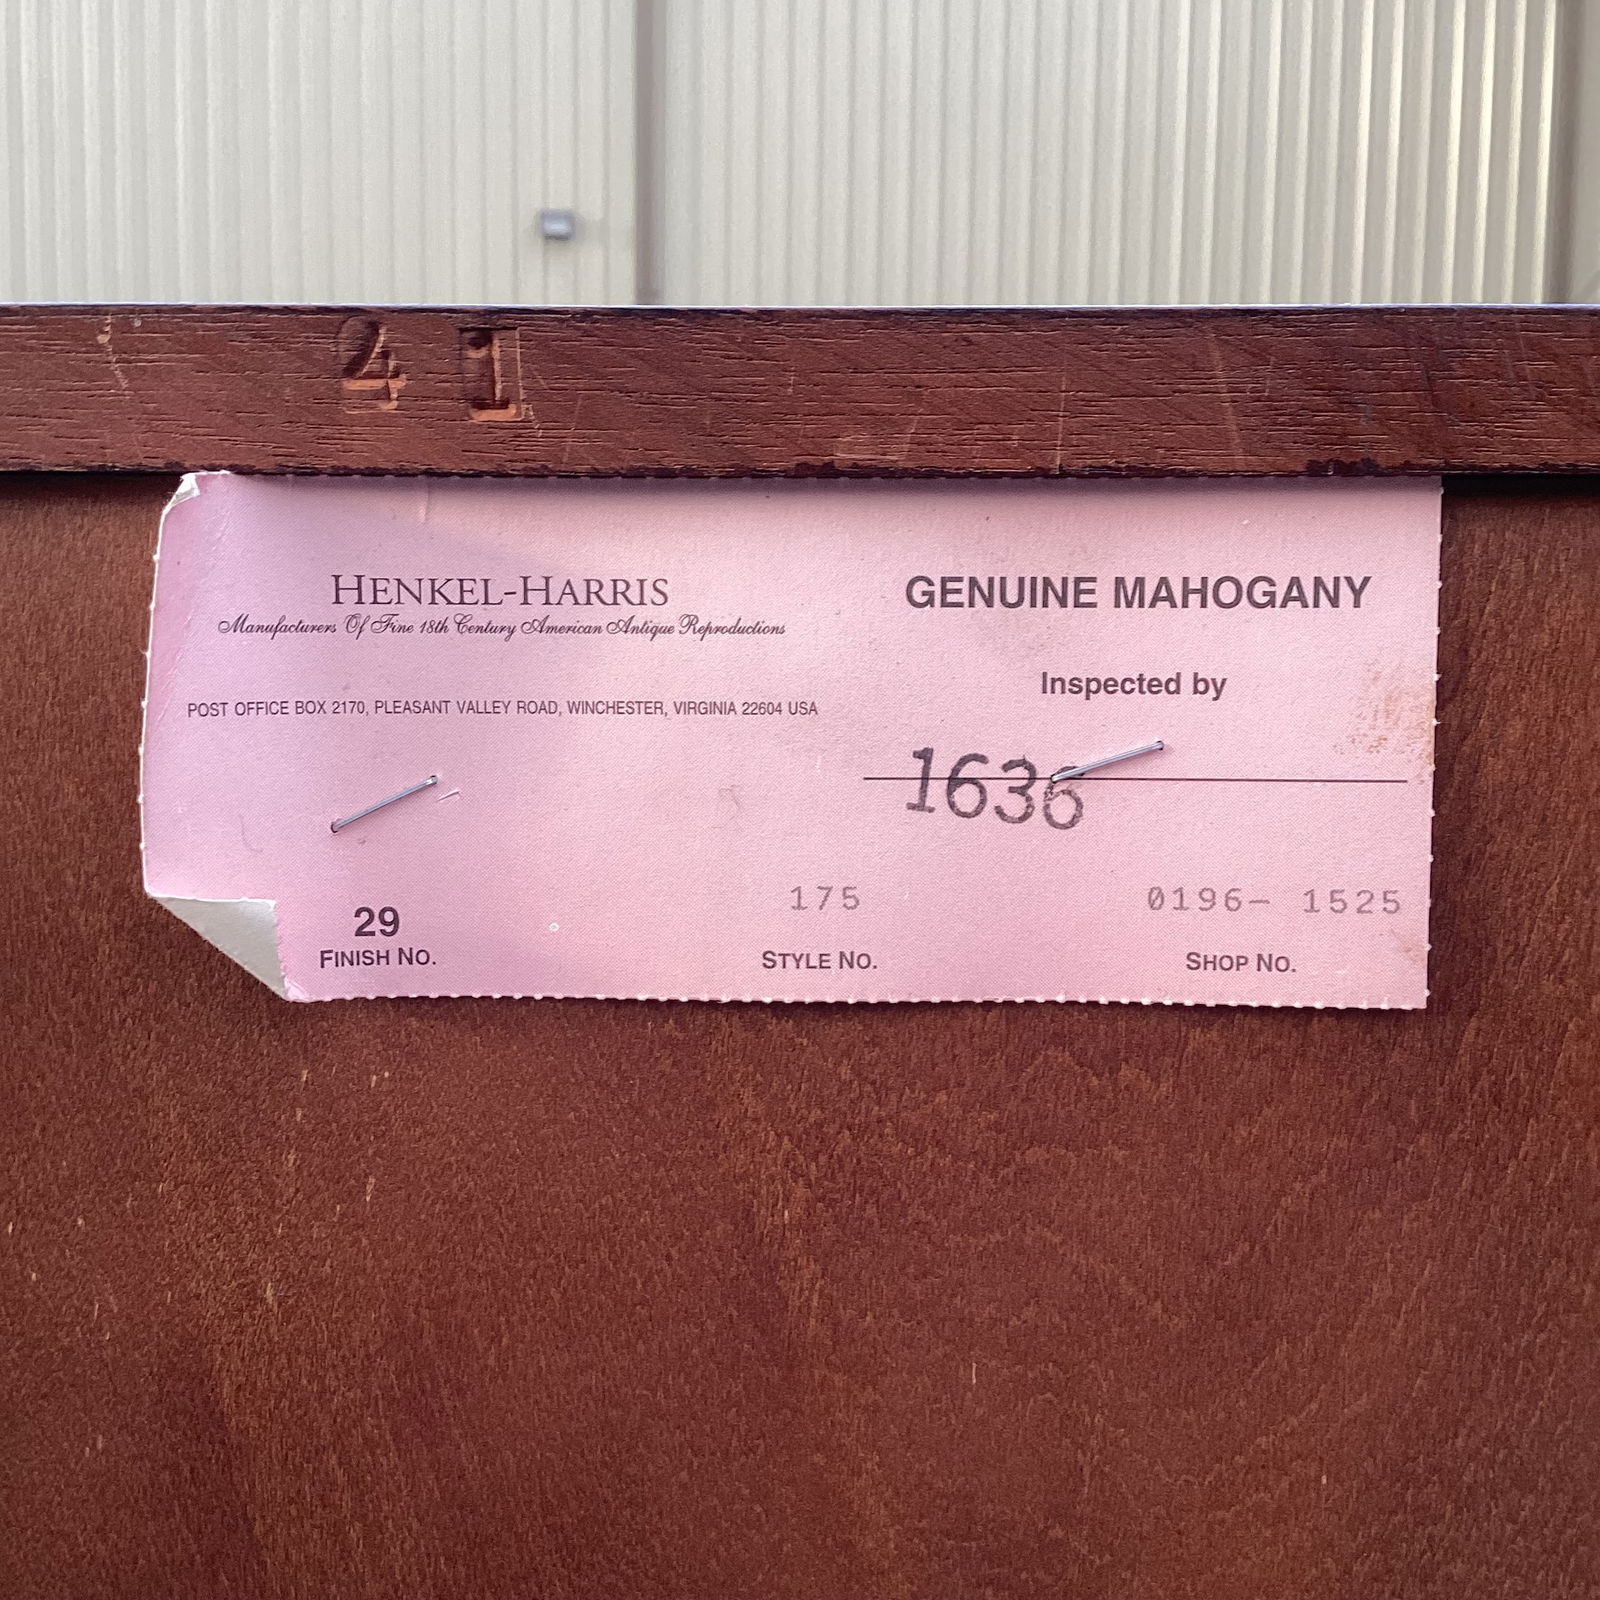 41
HENKEL-HARRIS
Manufacturers Of Fine 18th Century American Antique Reproductions
POST OFFICE BOX 2170, PLEASANT VALLEY ROAD, WINCHESTER, VIRGINIA 22604 USA
GENUINE MAHOGANY
Inspected by
1636
29
FINISH NO.
175
STYLE NO.
0196- 1525
SHOP NO.